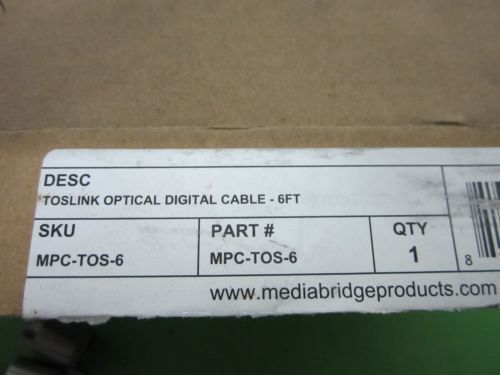 DESC
TOSLINK OPTICAL DIGITAL CABLE - 6FT
SKU PART # QTY
MPC-TOS-6 MPC-TOS-6 1
8
www.mediabridgeproducts.com